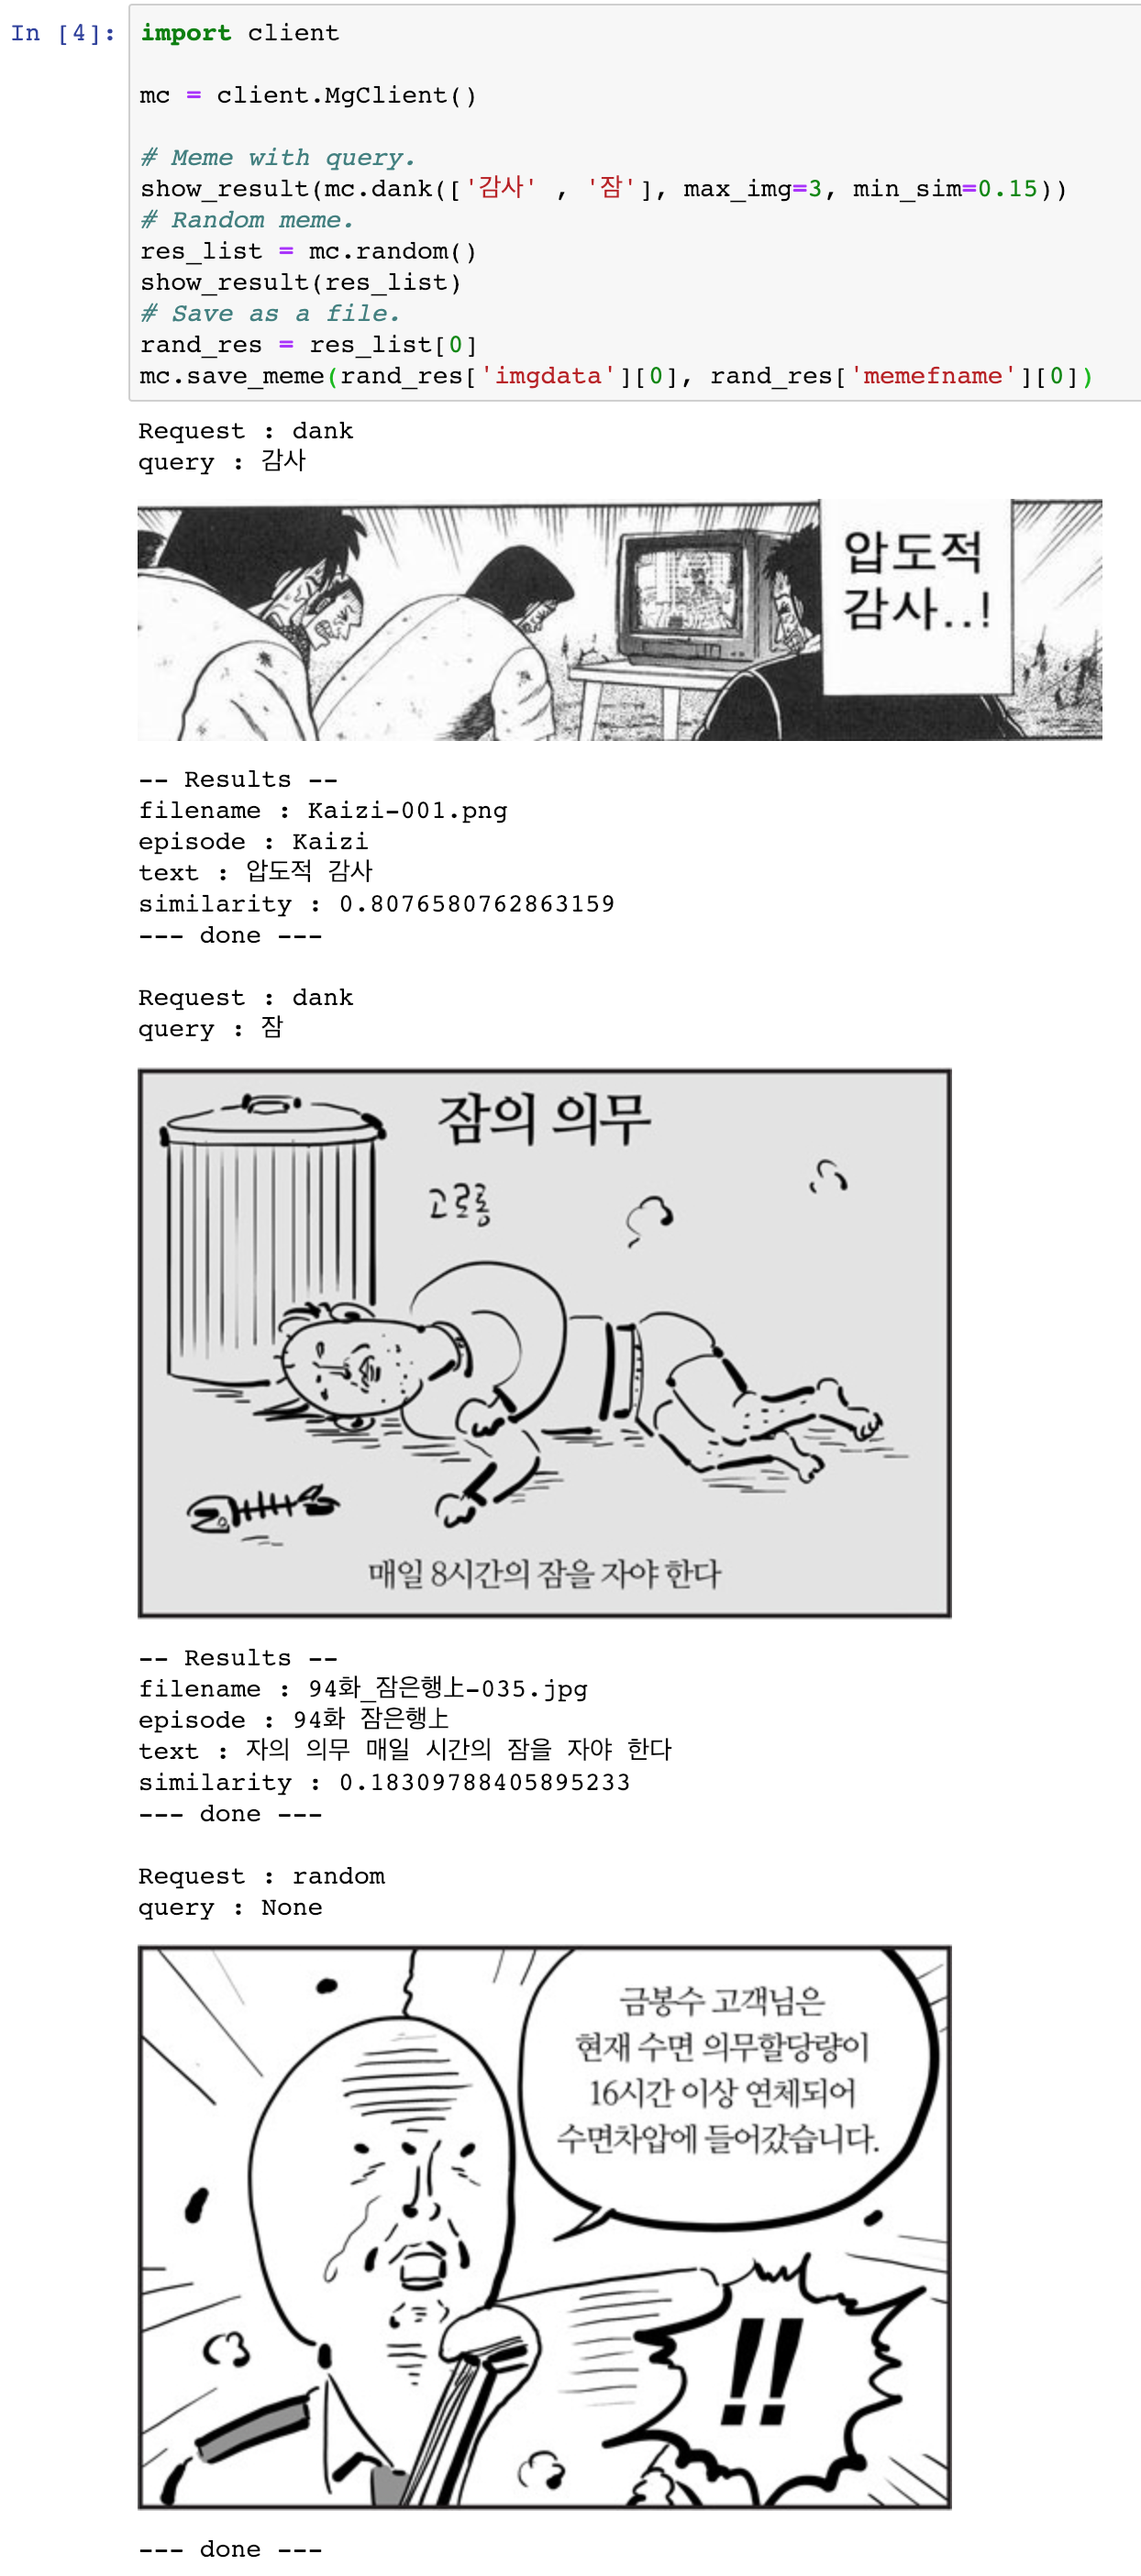 In [4]:
import client
mc = client.MgClient()
# Meme with query.
show_result(mc.dank(['감사' , '잠'], max_img=3, min_sim=0.15))
# Random meme.
res_list = mc.random()
show_result(res_list)
# Save as a file.
rand_res = res_list[0]
mc.save_meme(rand_res['imgdata'][0], rand_res['memefname'][0])
Request : dank
query : 감사
압도적
감사..!
-- Results --
filename : Kaizi-001.png
episode : Kaizi
text : 압도적 감사
similarity : 0.8076580762863159
--- done ---
Request : dank
query : 잠
잠의 의무
고로롱
매일 8시간의 잠을 자야 한다
-- Results --
filename : 94화_잠은행上-035.jpg
episode : 94화 잠은행上
text : 자의 의무 매일 시간의 잠을 자야 한다
similarity : 0.18309788405895233
--- done ---
Request : random
query : None
금봉수 고객님은
현재 수면 의무할당량이
16시간 이상 연체되어
수면차압에 들어갔습니다.
!!
--- done ---